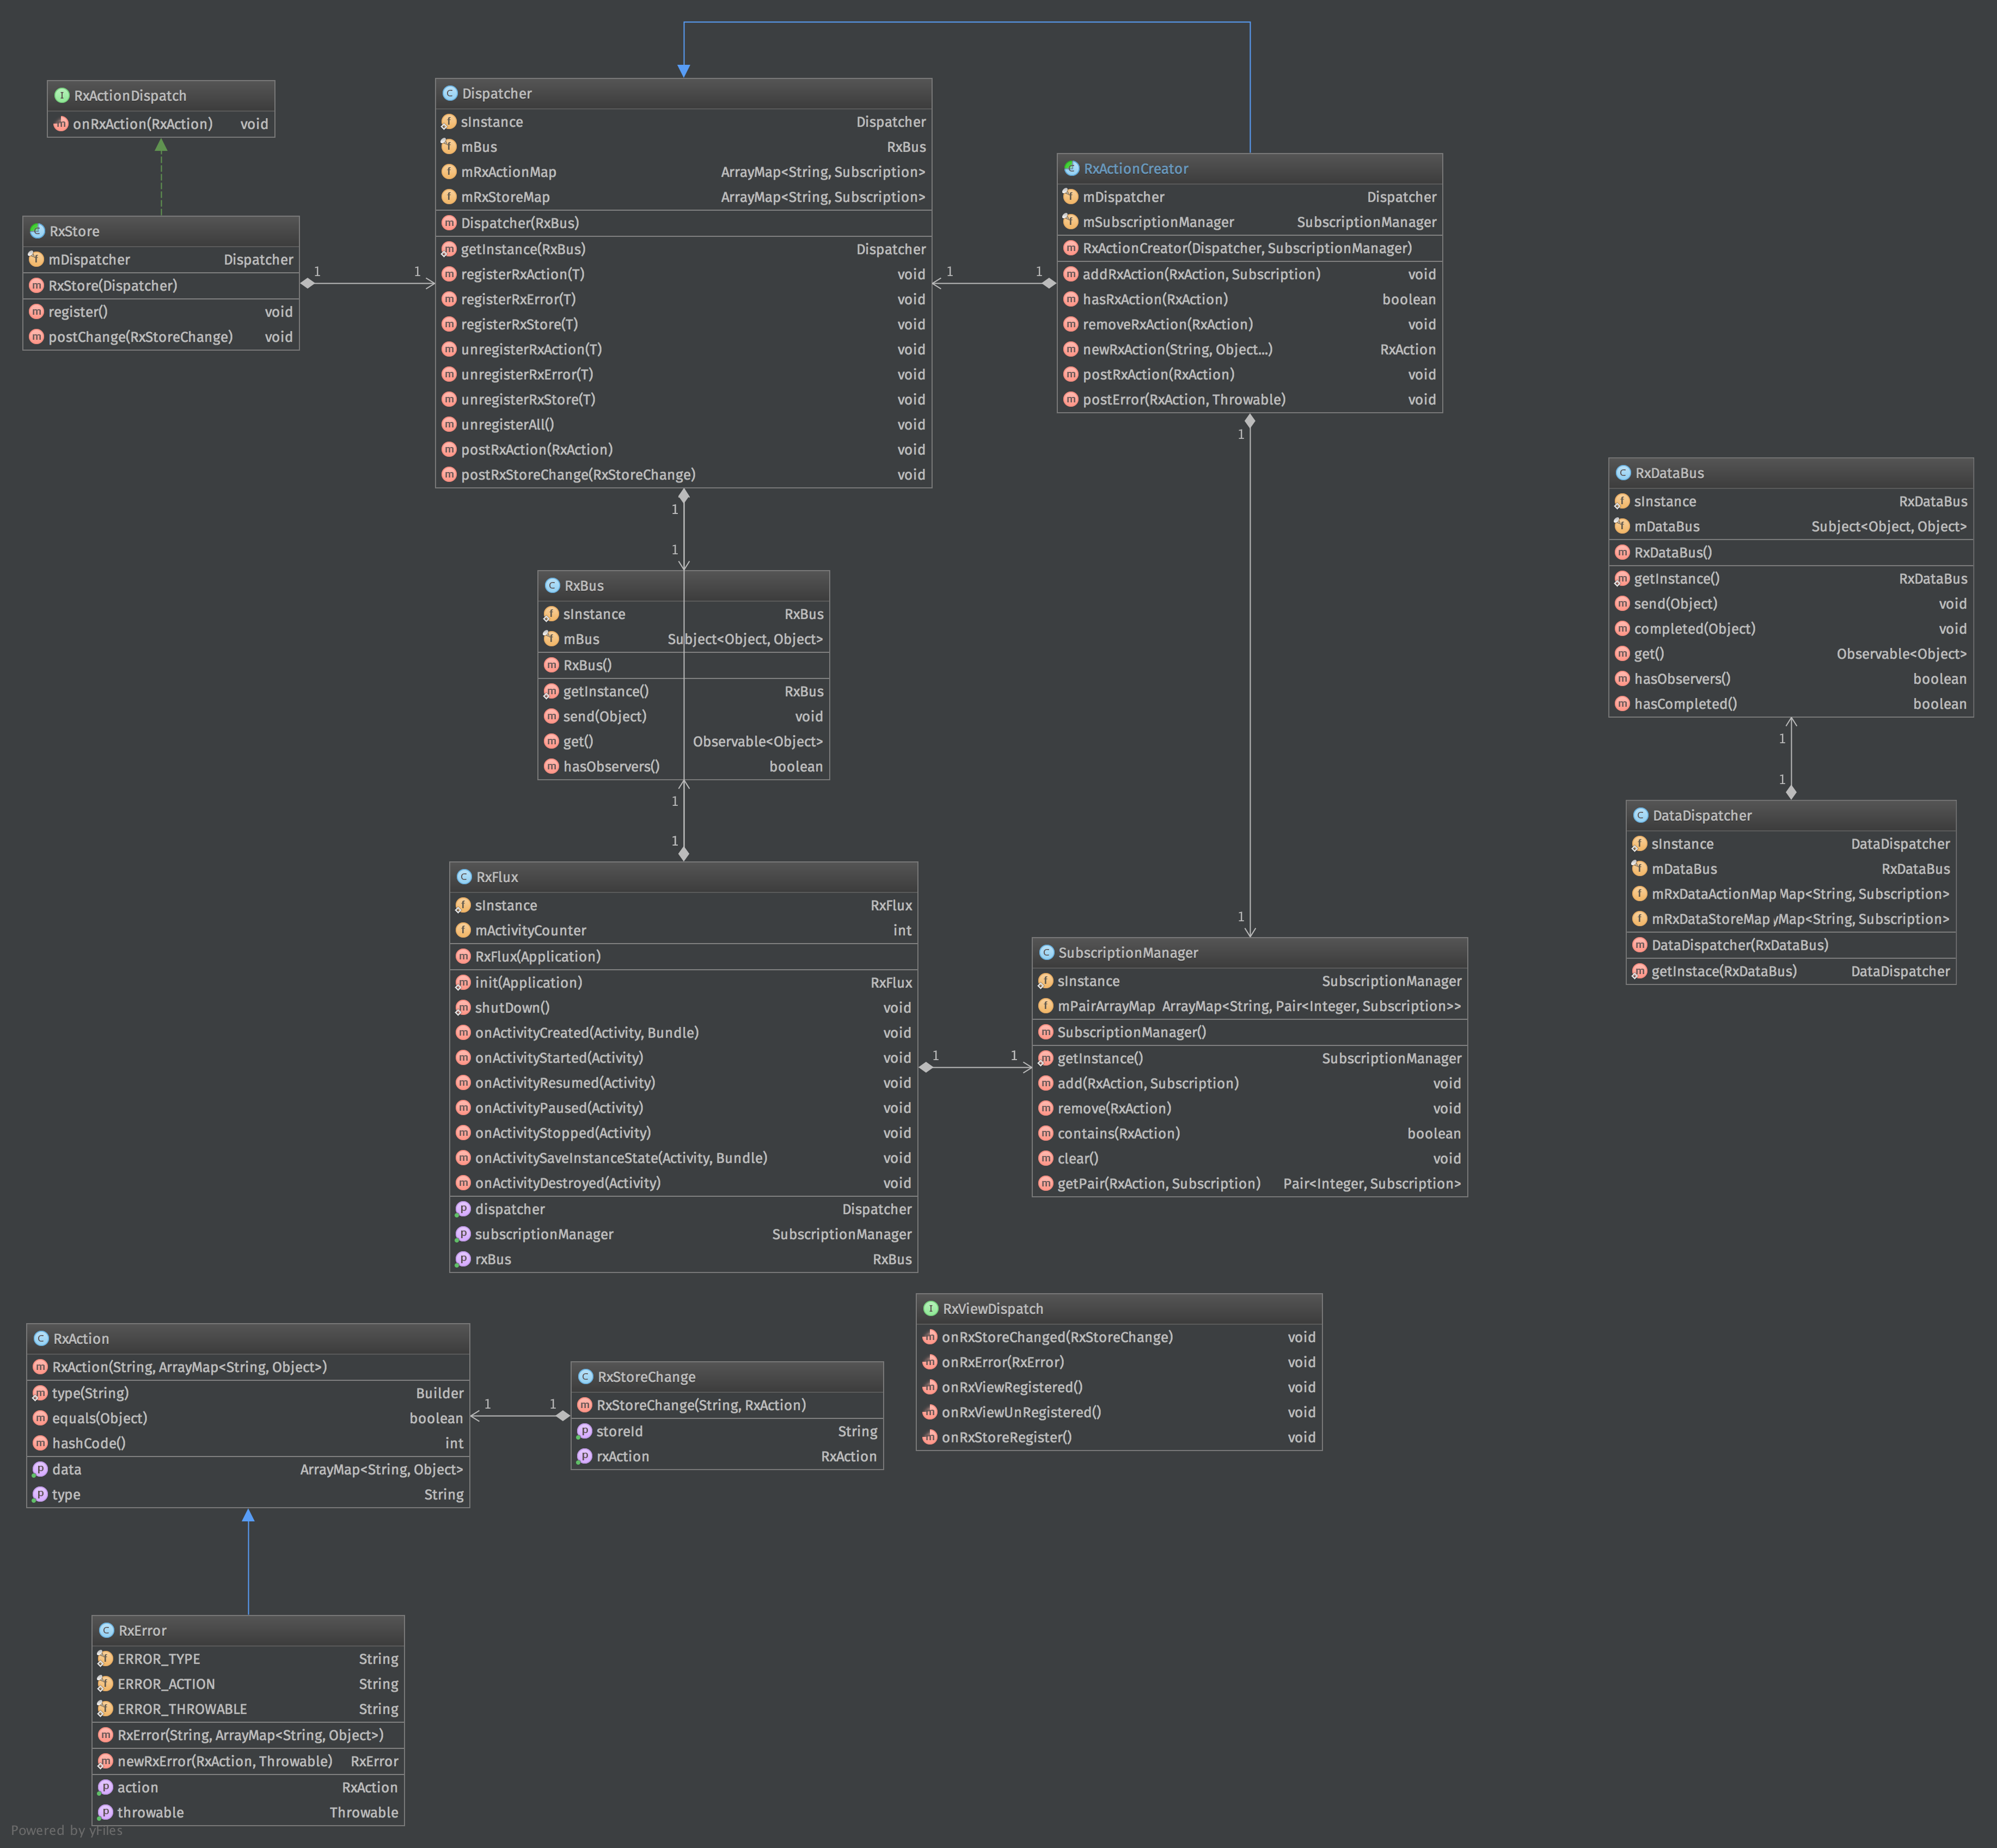 RxActionDispatch
onRxAction(RxAction) void
RxStore
mDispatcher Dispatcher
RxStore(Dispatcher)
register() void
postChange(RxStoreChange) void
1 1
Dispatcher
sInstance Dispatcher
mBus RxBus
mRxActionMap ArrayMap<String, Subscription>
mRxStoreMap ArrayMap<String, Subscription>
Dispatcher(RxBus)
getInstance(RxBus) Dispatcher
registerRxAction(T) void
registerRxError(T) void
registerRxStore(T) void
unregisterRxAction(T) void
unregisterRxError(T) void
unregisterRxStore(T) void
unregisterAll() void
postRxAction(RxAction) void
postRxStoreChange(RxStoreChange) void
1 1
RxActionCreator
mDispatcher Dispatcher
mSubscriptionManager SubscriptionManager
RxActionCreator(Dispatcher, SubscriptionManager)
addRxAction(RxAction, Subscription) void
hasRxAction(RxAction) boolean
removeRxAction(RxAction) void
newRxAction(String, Object...) RxAction
postRxAction(RxAction) void
postError(RxAction, Throwable) void
1
1
1
1
RxBus
sInstance RxBus
mBus Subject<Object, Object>
RxBus()
getInstance() RxBus
send(Object) void
get() Observable<Object>
hasObservers() boolean
1
1
RxDataBus
sInstance RxDataBus
mDataBus Subject<Object, Object>
RxDataBus()
getInstance() RxDataBus
send(Object) void
completed(Object) void
get() Observable<Object>
hasObservers() boolean
hasCompleted() boolean
1
1
DataDispatcher
sInstance DataDispatcher
mDataBus RxDataBus
mRxDataActionMap Map<String, Subscription>
mRxDataStoreMap yMap<String, Subscription>
DataDispatcher(RxDataBus)
getInstace(RxDataBus) DataDispatcher
RxFlux
sInstance RxFlux
mActivityCounter int
RxFlux(Application)
init(Application) RxFlux
shutDown() void
onActivityCreated(Activity, Bundle) void
onActivityStarted(Activity) void
onActivityResumed(Activity) void
onActivityPaused(Activity) void
onActivityStopped(Activity) void
onActivitySaveInstanceState(Activity, Bundle) void
onActivityDestroyed(Activity) void
dispatcher Dispatcher
subscriptionManager SubscriptionManager
rxBus RxBus
1 1
SubscriptionManager
sInstance SubscriptionManager
mPairArrayMap ArrayMap<String, Pair<Integer, Subscription>>
SubscriptionManager()
getInstance() SubscriptionManager
add(RxAction, Subscription) void
remove(RxAction) void
contains(RxAction) boolean
clear() void
getPair(RxAction, Subscription) Pair<Integer, Subscription>
RxAction
RxAction(String, ArrayMap<String, Object>)
type(String) Builder
equals(Object) boolean
hashCode() int
data ArrayMap<String, Object>
type String
1 1
RxStoreChange
RxStoreChange(String, RxAction)
storeId String
rxAction RxAction
RxViewDispatch
onRxStoreChanged(RxStoreChange) void
onRxError(RxError) void
onRxViewRegistered() void
onRxViewUnRegistered() void
onRxStoreRegister() void
RxError
ERROR_TYPE String
ERROR_ACTION String
ERROR_THROWABLE String
RxError(String, ArrayMap<String, Object>)
newRxError(RxAction, Throwable) RxError
action RxAction
throwable Throwable
Powered by yFiles